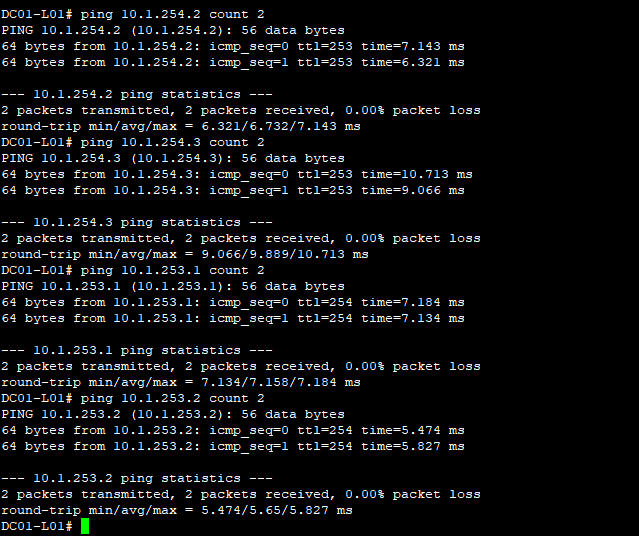 DC01-L01# ping 10.1.254.2 count 2
PING 10.1.254.2 (10.1.254.2): 56 data bytes
64 bytes from 10.1.254.2: icmp_seq=0 ttl=253 time=7.143 ms
64 bytes from 10.1.254.2: icmp_seq=1 ttl=253 time=6.321 ms
--- 10.1.254.2 ping statistics ---
2 packets transmitted, 2 packets received, 0.00% packet loss
round-trip min/avg/max = 6.321/6.732/7.143 ms
DC01-L01# ping 10.1.254.3 count 2
PING 10.1.254.3 (10.1.254.3): 56 data bytes
64 bytes from 10.1.254.3: icmp_seq=0 ttl=253 time=10.713 ms
64 bytes from 10.1.254.3: icmp_seq=1 ttl=253 time=9.066 ms
--- 10.1.254.3 ping statistics ---
2 packets transmitted, 2 packets received, 0.00% packet loss
round-trip min/avg/max = 9.066/9.889/10.713 ms
DC01-L01# ping 10.1.253.1 count 2
PING 10.1.253.1 (10.1.253.1): 56 data bytes
64 bytes from 10.1.253.1: icmp_seq=0 ttl=254 time=7.184 ms
64 bytes from 10.1.253.1: icmp_seq=1 ttl=254 time=7.134 ms
--- 10.1.253.1 ping statistics ---
2 packets transmitted, 2 packets received, 0.00% packet loss
round-trip min/avg/max = 7.134/7.158/7.184 ms
DC01-L01# ping 10.1.253.2 count 2
PING 10.1.253.2 (10.1.253.2): 56 data bytes
64 bytes from 10.1.253.2: icmp_seq=0 ttl=254 time=5.474 ms
64 bytes from 10.1.253.2: icmp_seq=1 ttl=254 time=5.827 ms
--- 10.1.253.2 ping statistics ---
2 packets transmitted, 2 packets received, 0.00% packet loss
round-trip min/avg/max = 5.474/5.65/5.827 ms
DC01-L01#